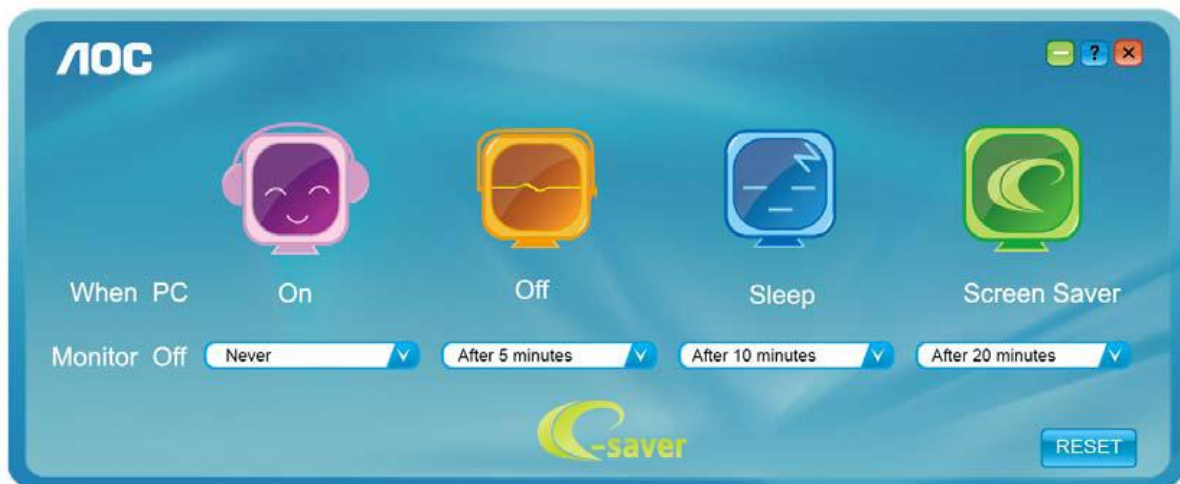 AOC
?
When PC On Off Sleep Screen Saver
Monitor Off Never After 5 minutes After 10 minutes After 20 minutes
e-saver
RESET